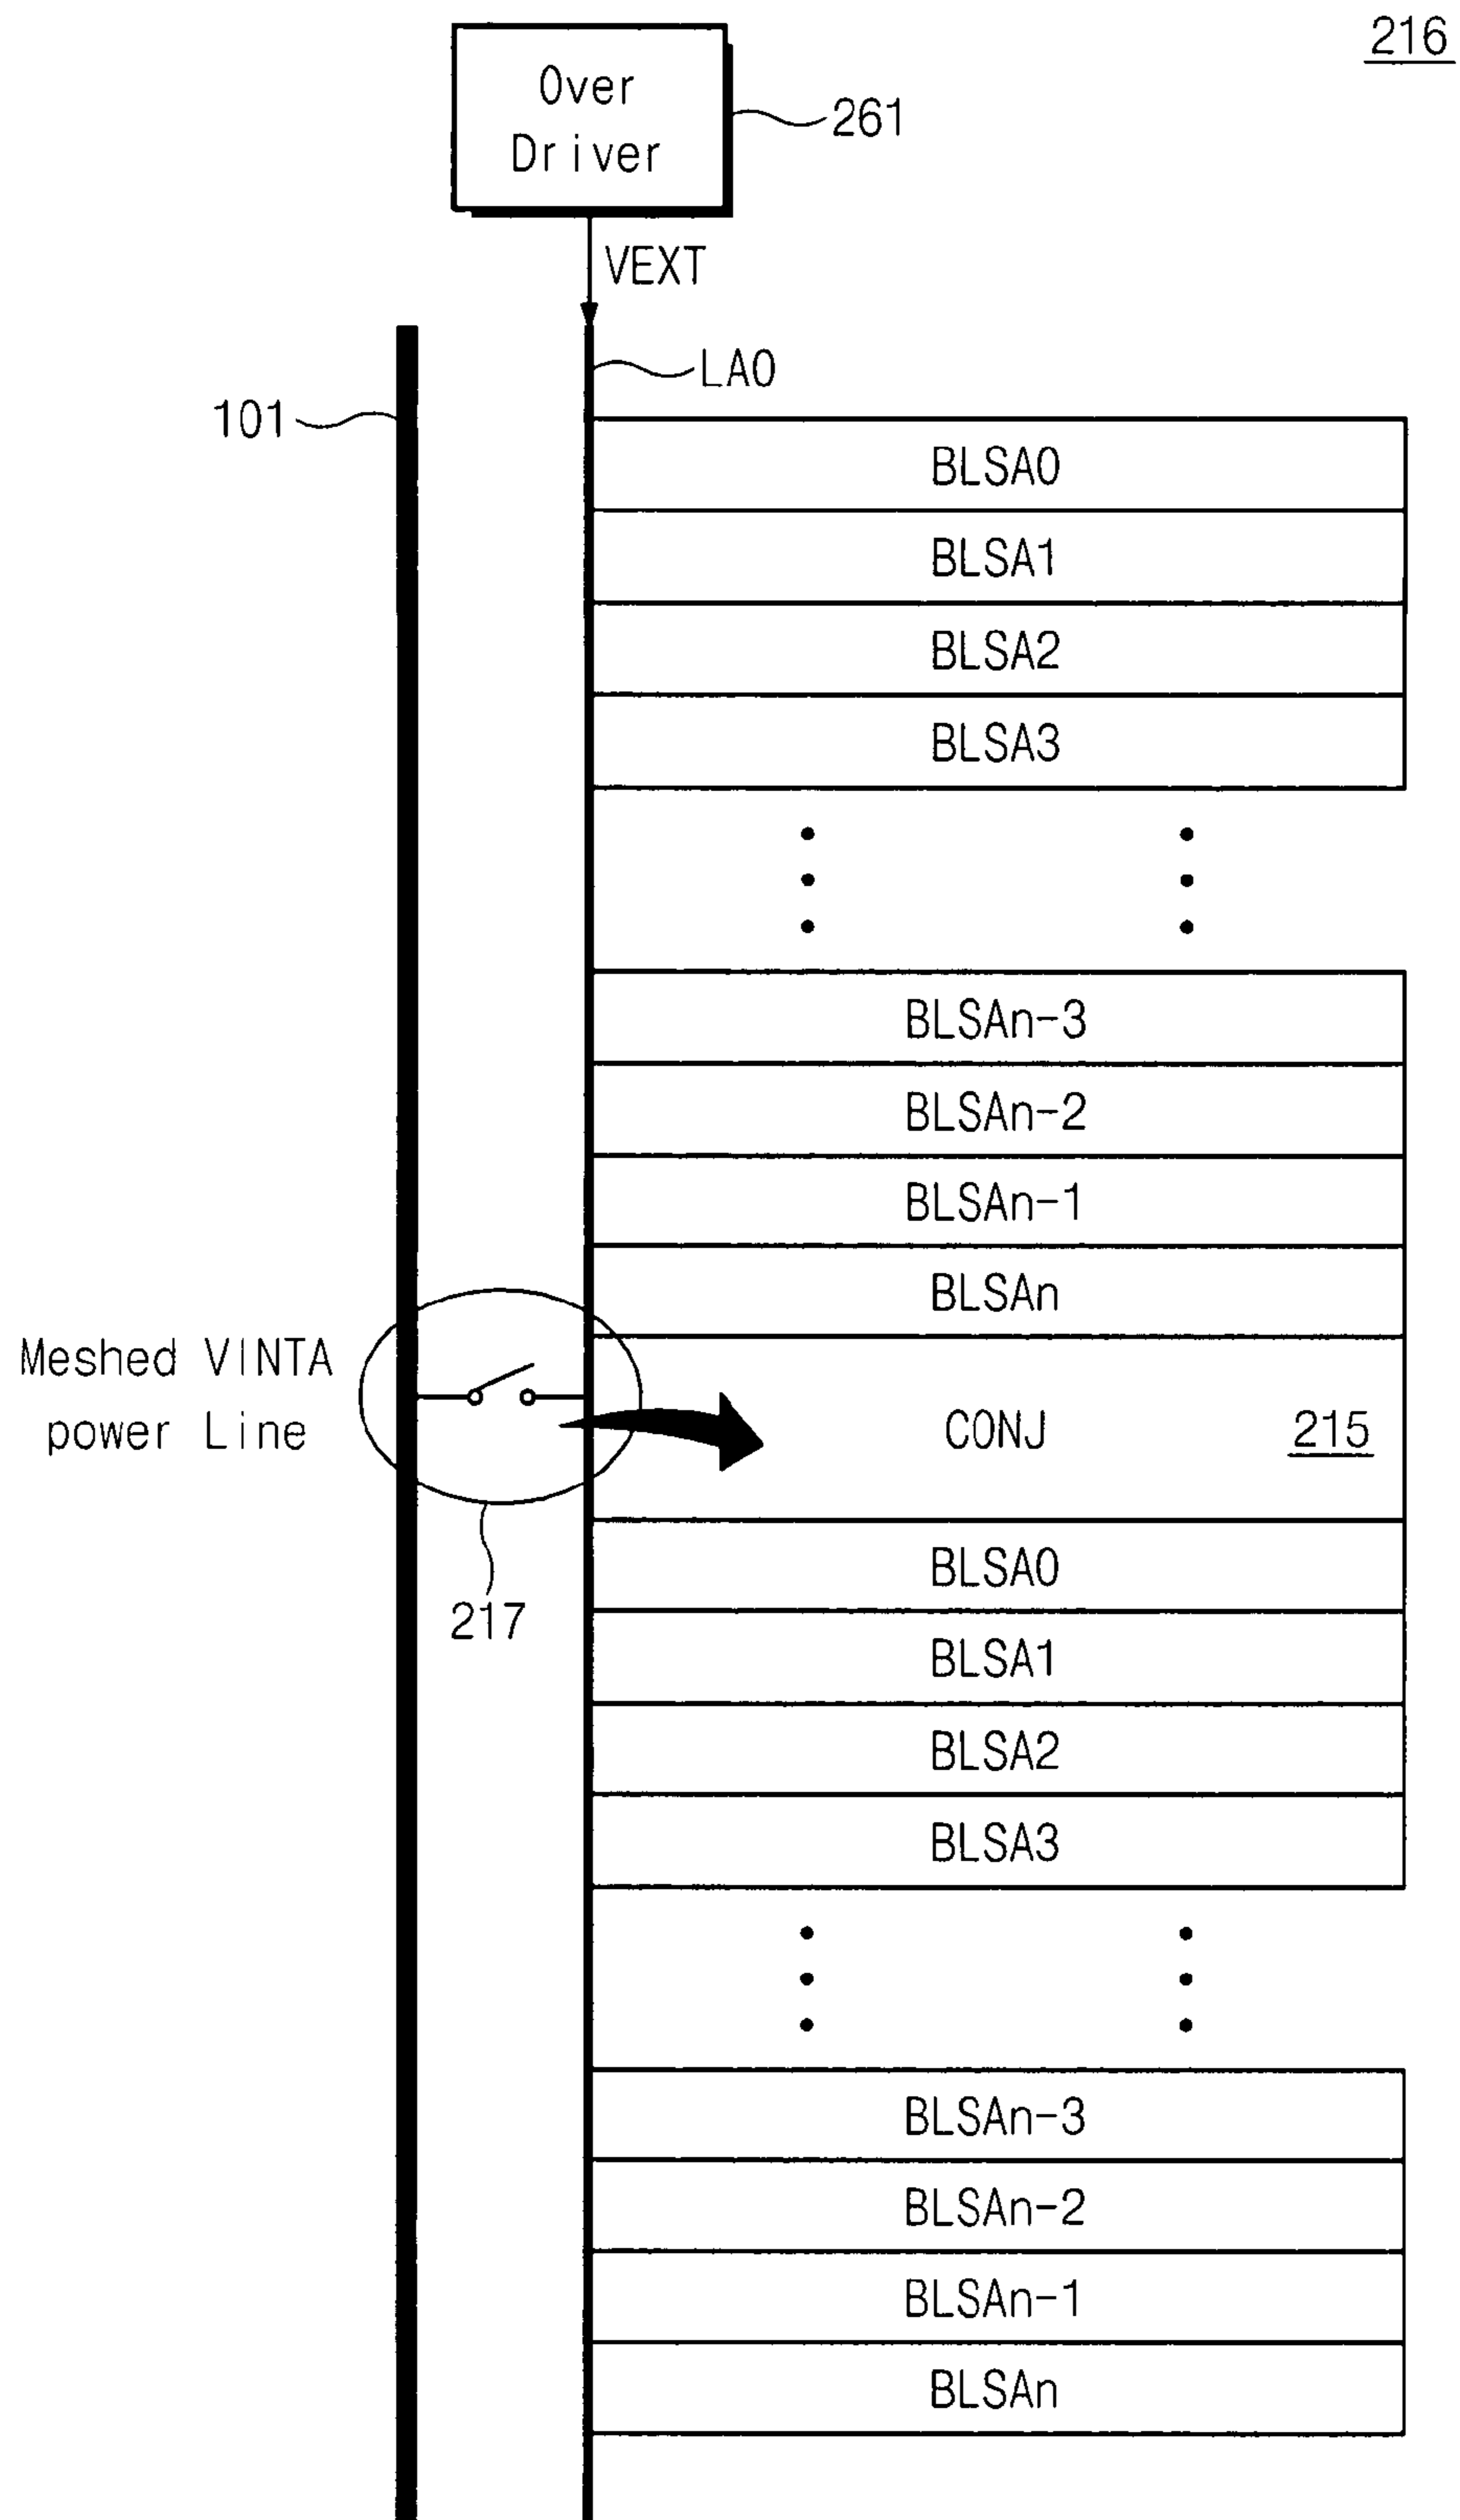 216
Over
Driver
261
VEXT
LA0
101
BLSA0
BLSA1
BLSA2
BLSA3
BLSAn-3
BLSAn-2
BLSAn-1
BLSAn
Meshed VINTA
power Line
CONJ
215
217
BLSA0
BLSA1
BLSA2
BLSA3
BLSAn-3
BLSAn-2
BLSAn-1
BLSAn